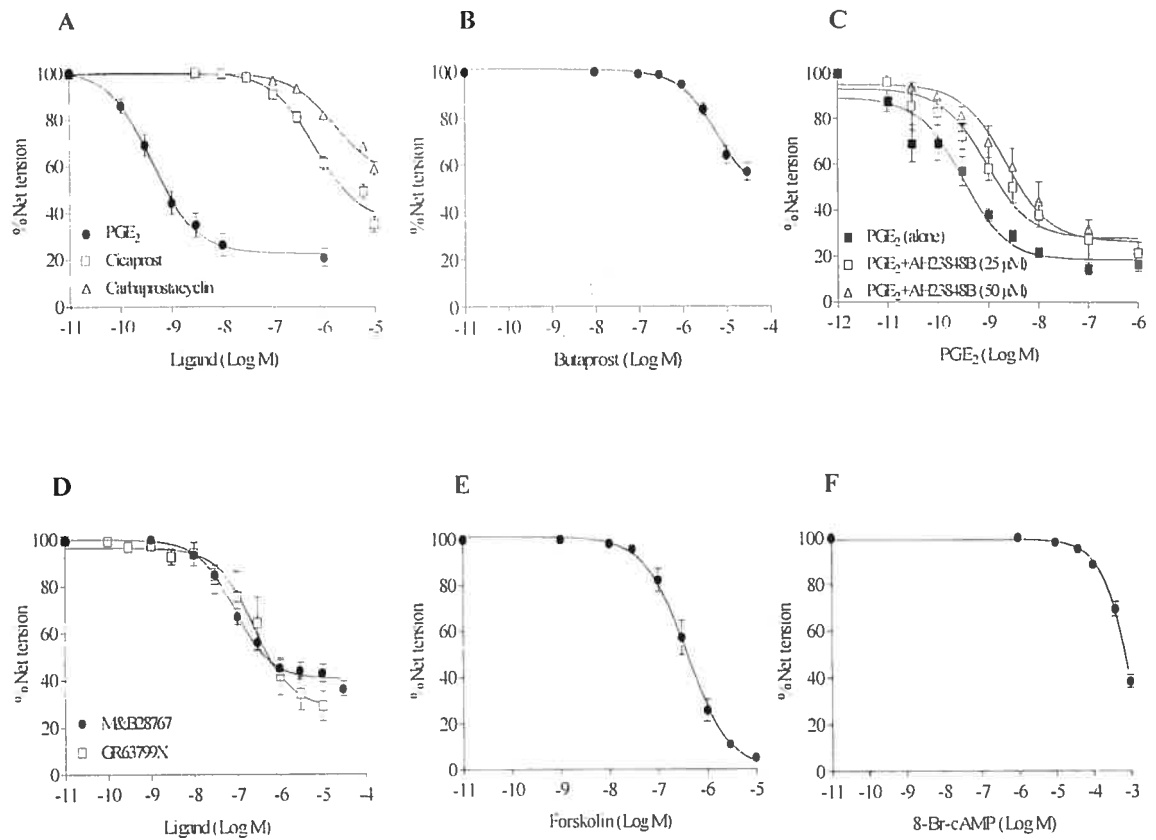 A
B
C
100
80
60
40
20
0
% Net tension
PGE₂
Cicaprost
Carbaprostacyclin
-11 -10 -9 -8 -7 -6 -5
Ligand (Log M)
100
80
60
40
20
0
% Net tension
-11 -10 -9 -8 -7 -6 -5 -4
Butaprost (Log M)
100
80
60
40
20
0
% Net tension
PGE₂ (alone)
PGE₂+AH23848B (25 μM)
PGE₂+AH23848B (50 μM)
-12 -11 -10 -9 -8 -7 -6
PGE₂ (Log M)
D
E
F
100
80
60
40
20
0
% Net tension
M&B28767
GR63799X
-11 -10 -9 -8 -7 -6 -5 -4
Ligand (Log M)
100
80
60
40
20
0
% Net tension
-11 -10 -9 -8 -7 -6 -5
Forskolin (Log M)
100
80
60
40
20
0
% Net tension
-11 -10 -9 -8 -7 -6 -5 -4 -3
8-Br-cAMP (Log M)